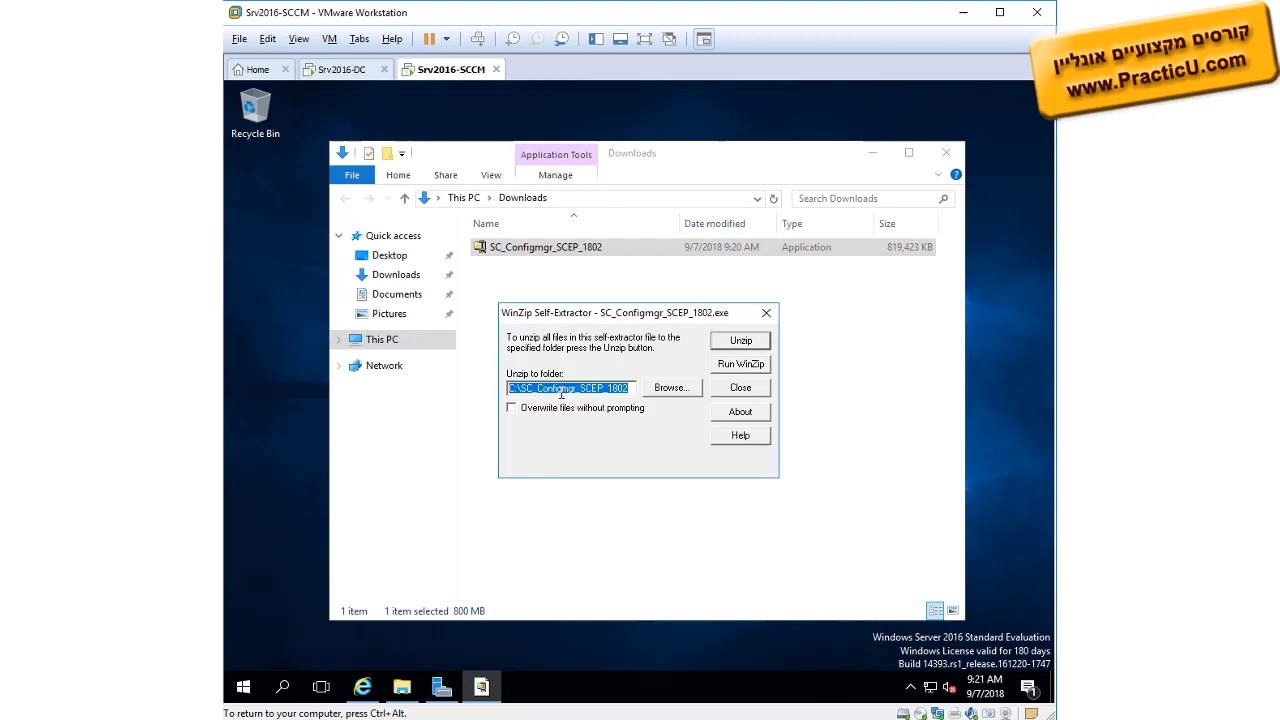 Srv2016-SCCM - VMware Workstation
קורסים מקצועיים אונליין
www.PracticU.com
File Edit View VM Tabs Help
Home Srv2016-DC Srv2016-SCCM
Recycle Bin
Application Tools Downloads
File Home Share View Manage
This PC Downloads Search Downloads
Name Date modified Type Size
Quick access
SC_Configmgr_SCEP_1802 9/7/2018 9:20 AM Application 819,423 KB
Desktop
Downloads
Documents
Pictures
This PC
Network
WinZip Self-Extractor - SC_Configmgr_SCEP_1802.exe
To unzip all files in this self-extractor file to the
specified folder press the Unzip button.
Unzip to folder:
C:\SC_Configmgr_SCEP_1802
Browse...
Overwrite files without prompting
Unzip
Run WinZip
Close
About
Help
1 item 1 item selected 800 MB
Windows Server 2016 Standard Evaluation
Windows License valid for 180 days
Build 14393.rs1_release.161220-1747
9:21 AM
9/7/2018
1
To return to your computer, press Ctrl+Alt.